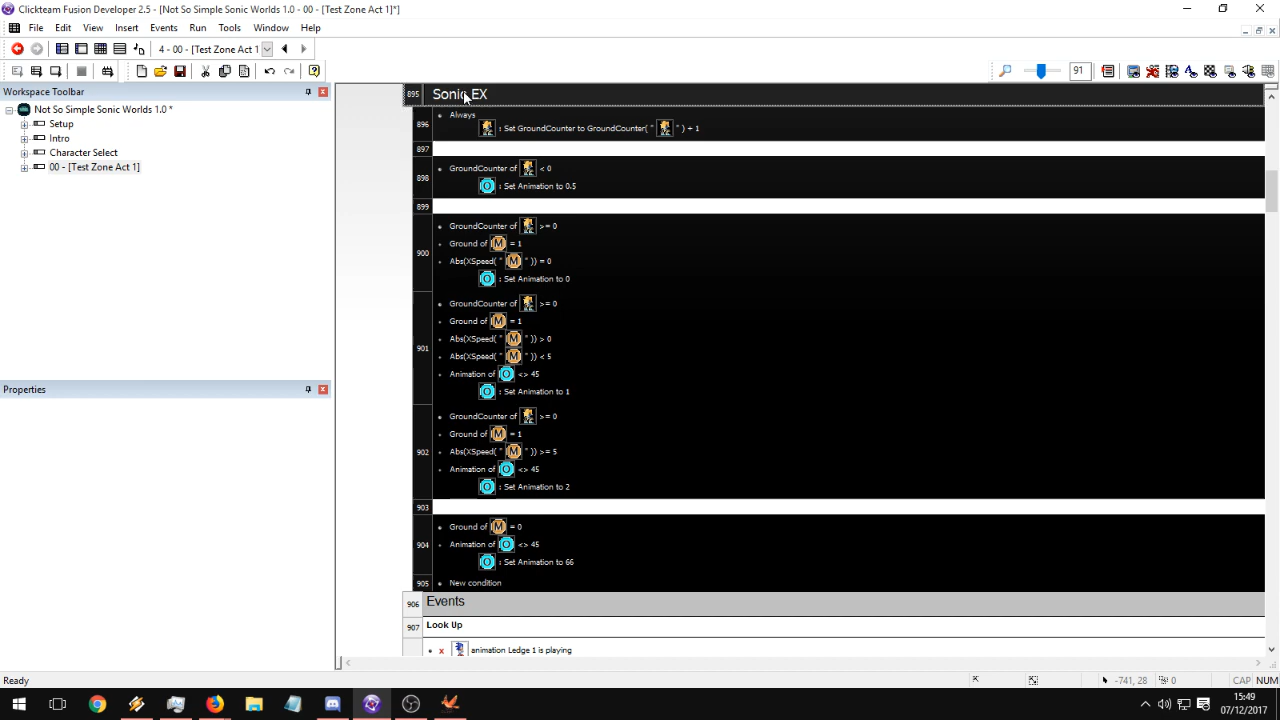 Clickteam Fusion Developer 2.5 - [Not So Simple Sonic Worlds 1.0 - 00 - [Test Zone Act 1]*]
File Edit View Insert Events Run Tools Window Help
4 - 00 - [Test Zone Act 1
91
Workspace Toolbar
Not So Simple Sonic Worlds 1.0 *
Setup
Intro
Character Select
00 - [Test Zone Act 1]
Properties
895 Sonic.EX
896
Always
: Set GroundCounter to GroundCounter( " " ) + 1
897
898
GroundCounter of < 0
: Set Animation to 0.5
899
900
GroundCounter of >= 0
Ground of = 1
Abs(XSpeed( " " )) = 0
: Set Animation to 0
901
GroundCounter of >= 0
Ground of = 1
Abs(XSpeed( " " )) > 0
Abs(XSpeed( " " )) < 5
Animation of <> 45
: Set Animation to 1
902
GroundCounter of >= 0
Ground of = 1
Abs(XSpeed( " " )) >= 5
Animation of <> 45
: Set Animation to 2
903
904
Ground of = 0
Animation of <> 45
: Set Animation to 66
905 New condition
906 Events
907 Look Up
X animation Ledge 1 is playing
Ready
-741, 28 0 CAP NUM
15:49
07/12/2017